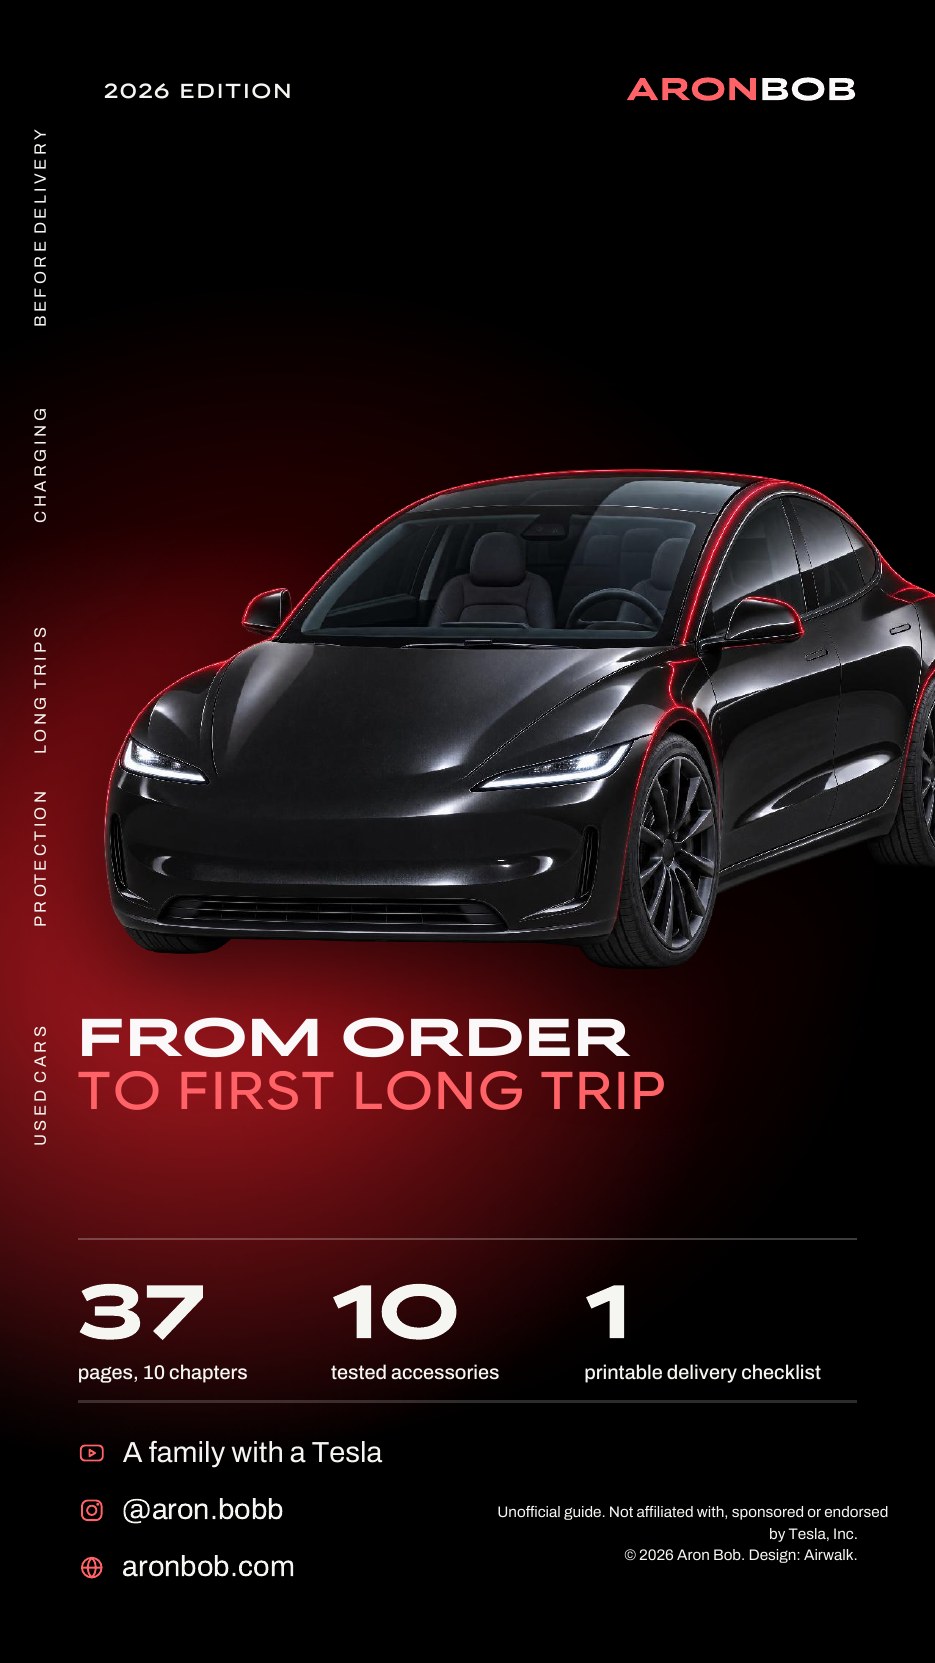 2026 EDITION
ARONBOB
BEFORE DELIVERY
CHARGING
LONG TRIPS
PROTECTION
USED CARS
FROM ORDER
TO FIRST LONG TRIP
37
pages, 10 chapters
10
tested accessories
1
printable delivery checklist
A family with a Tesla
@aron.bobb
aronbob.com
Unofficial guide. Not affiliated with, sponsored or endorsed
by Tesla, Inc.
© 2026 Aron Bob. Design: Airwalk.